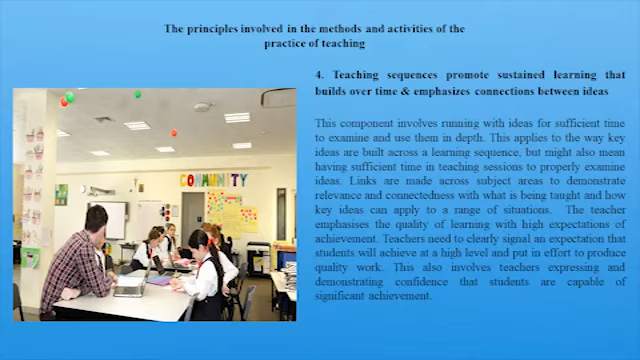 The principles involved in the methods and activities of the
practice of teaching
4. Teaching sequences promote sustained learning that
builds over time & emphasizes connections between ideas
This component involves running with ideas for sufficient time
to examine and use them in depth. This applies to the way key
ideas are built across a learning sequence, but might also mean
having sufficient time in teaching sessions to properly examine
ideas. Links are made across subject areas to demonstrate
relevance and connectedness with what is being taught and how
key ideas can apply to a range of situations. The teacher
emphasises the quality of learning with high expectations of
achievement. Teachers need to clearly signal an expectation that
students will achieve at a high level and put in effort to produce
quality work. This also involves teachers expressing and
demonstrating confidence that students are capable of
significant achievement.
COMMUNITY